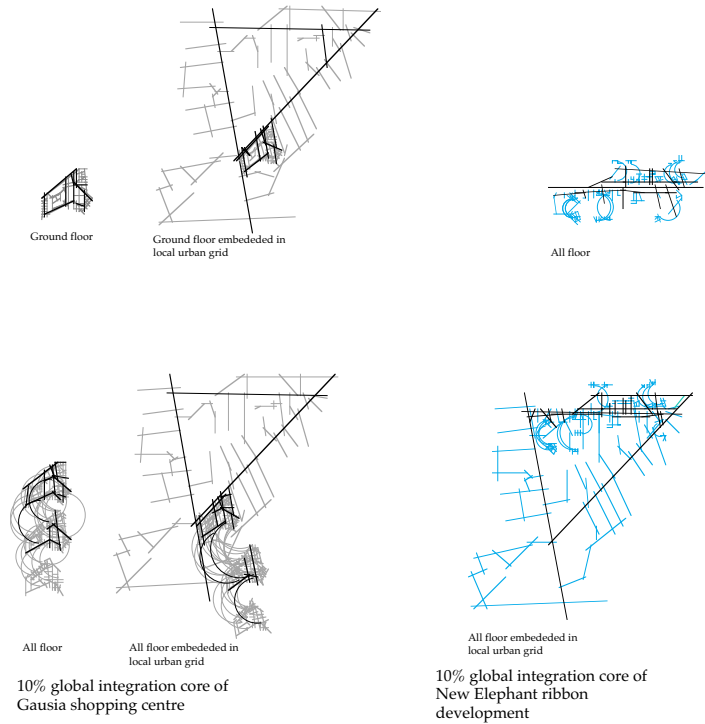 Ground floor
Ground floor embededed in
local urban grid
All floor
All floor
All floor embededed in
local urban grid
10% global integration core of
Gausia shopping centre
All floor embededed in
local urban grid
10% global integration core of
New Elephant ribbon
development